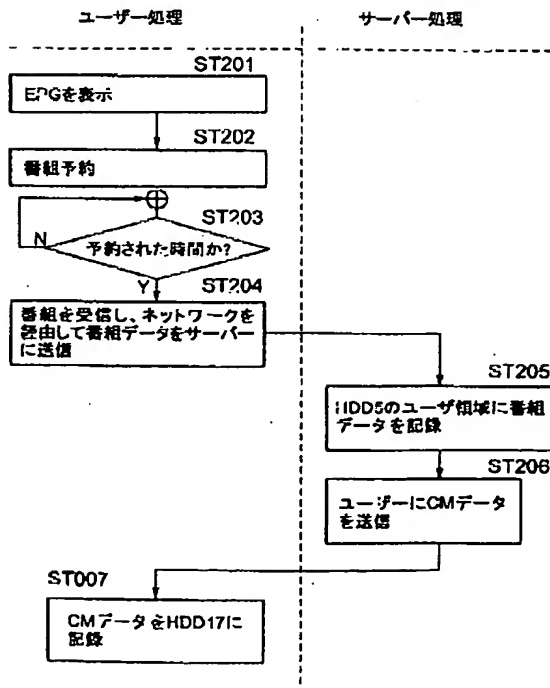 ユーザー処理
サーバー処理
ST201
EPGを表示
ST202
番組予約
ST203
予約された時間か?
N
Y
ST204
番組を受信し、ネットワークを
経由して番組データをサーバー
に送信
ST205
HDD5のユーザ領域に番組
データを記録
ST206
ユーザーにCMデータ
を送信
ST007
CMデータをHDD17に
記録